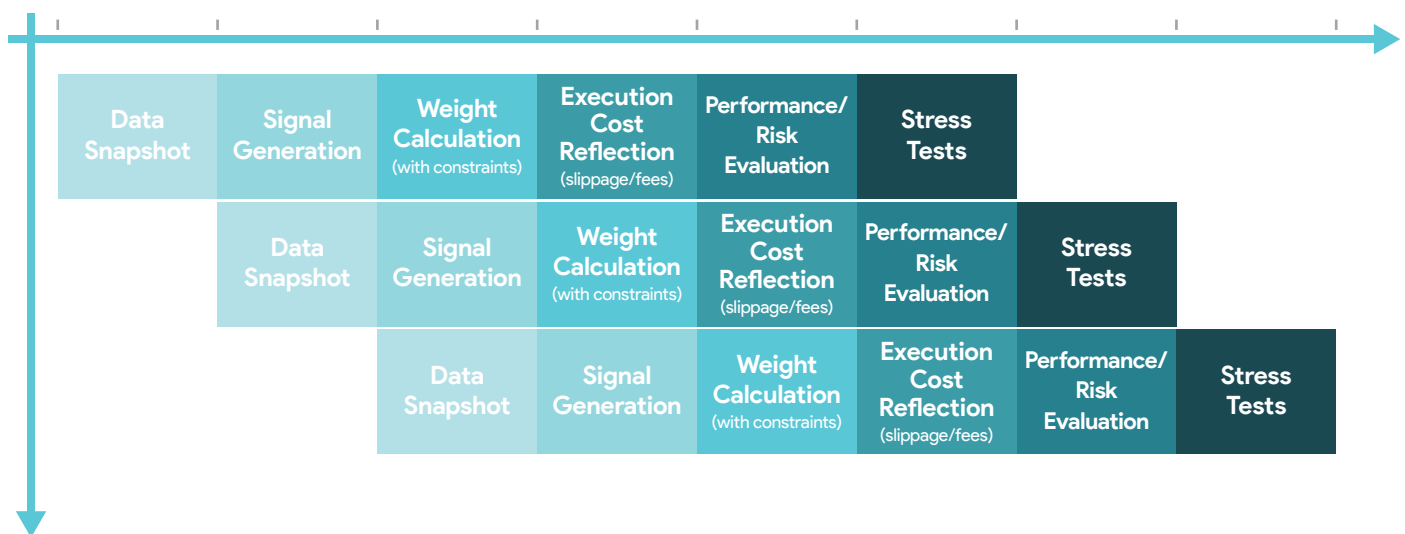 Data
Snapshot
Signal
Generation
Weight
Calculation
(with constraints)
Execution
Cost
Reflection
(slippage/fees)
Performance/
Risk
Evaluation
Stress
Tests
Data
Snapshot
Signal
Generation
Weight
Calculation
(with constraints)
Execution
Cost
Reflection
(slippage/fees)
Performance/
Risk
Evaluation
Stress
Tests
Data
Snapshot
Signal
Generation
Weight
Calculation
(with constraints)
Execution
Cost
Reflection
(slippage/fees)
Performance/
Risk
Evaluation
Stress
Tests